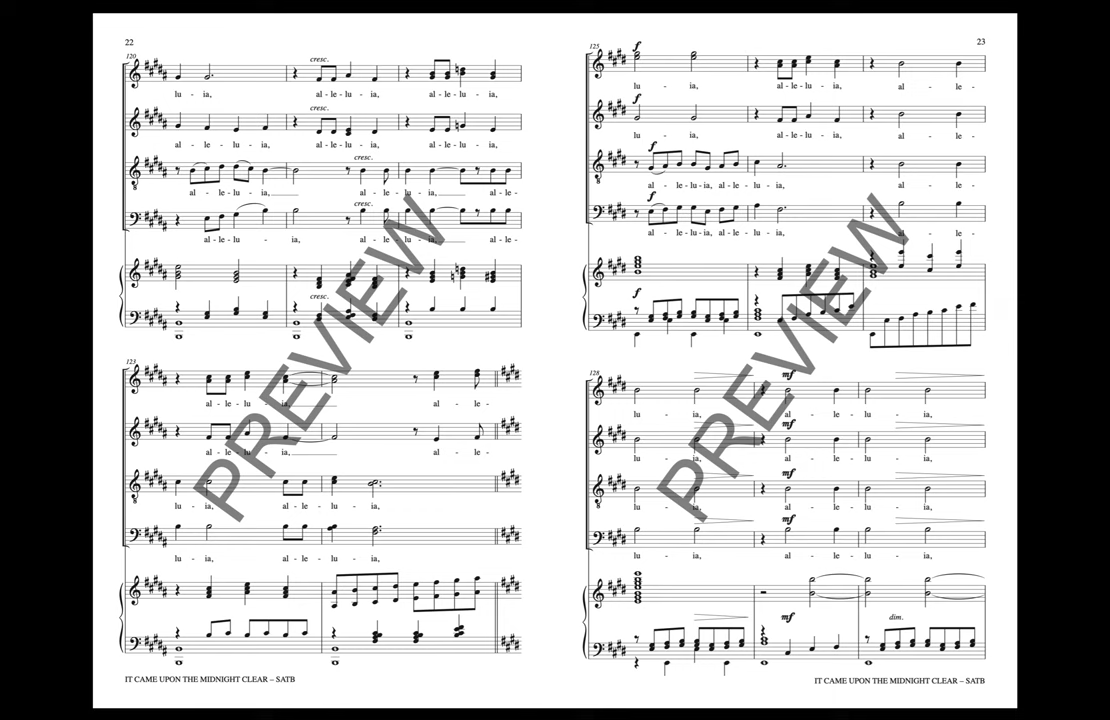 22
120
cresc.
lu - ia, al - le - lu - ia, al - le - lu - ia,
cresc.
al - le - lu - ia, al - le - lu - ia, al - le - lu - ia,
cresc.
al - le - lu - ia, al - le - lu - ia, al - le -
cresc.
al - le - lu - ia, al - le - lu - ia, al - le -
cresc.
123
al - le - lu - ia, al - le -
al - le - lu - ia, al - le -
lu - ia, al - le - lu - ia,
lu - ia, al - le - lu - ia,
IT CAME UPON THE MIDNIGHT CLEAR – SATB
PREVIEW
23
125
f
lu - ia, al - le - lu - ia, al - le -
f
lu - ia, al - le - lu - ia, al - le -
f
al - le - lu - ia, al - le - lu - ia, al - le -
f
al - le - lu - ia, al - le - lu - ia, al - le -
f
128
mf
lu - ia, al - le - lu - ia,
mf
lu - ia, al - le - lu - ia,
mf
lu - ia, al - le - lu - ia,
mf
lu - ia, al - le - lu - ia,
mf dim.
IT CAME UPON THE MIDNIGHT CLEAR – SATB
PREVIEW